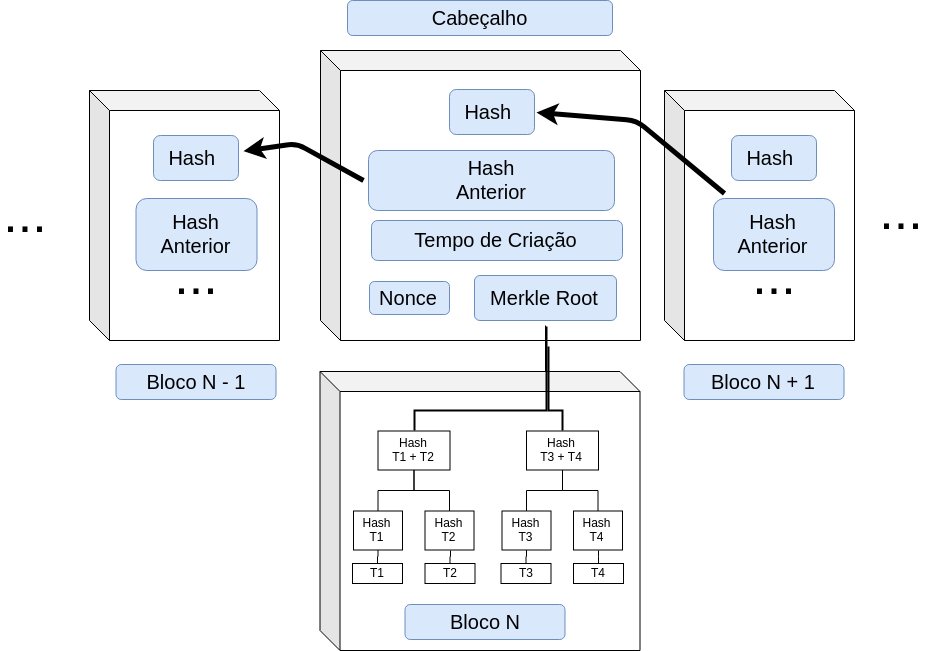 Cabeçalho
Hash
Hash
Anterior
...
...
Hash
Hash
Anterior
Tempo de Criação
Nonce
Merkle Root
Hash
Hash
Anterior
...
...
Bloco N - 1
Bloco N + 1
Hash
T1 + T2
Hash
T3 + T4
Hash
T1
Hash
T2
Hash
T3
Hash
T4
T1
T2
T3
T4
Bloco N